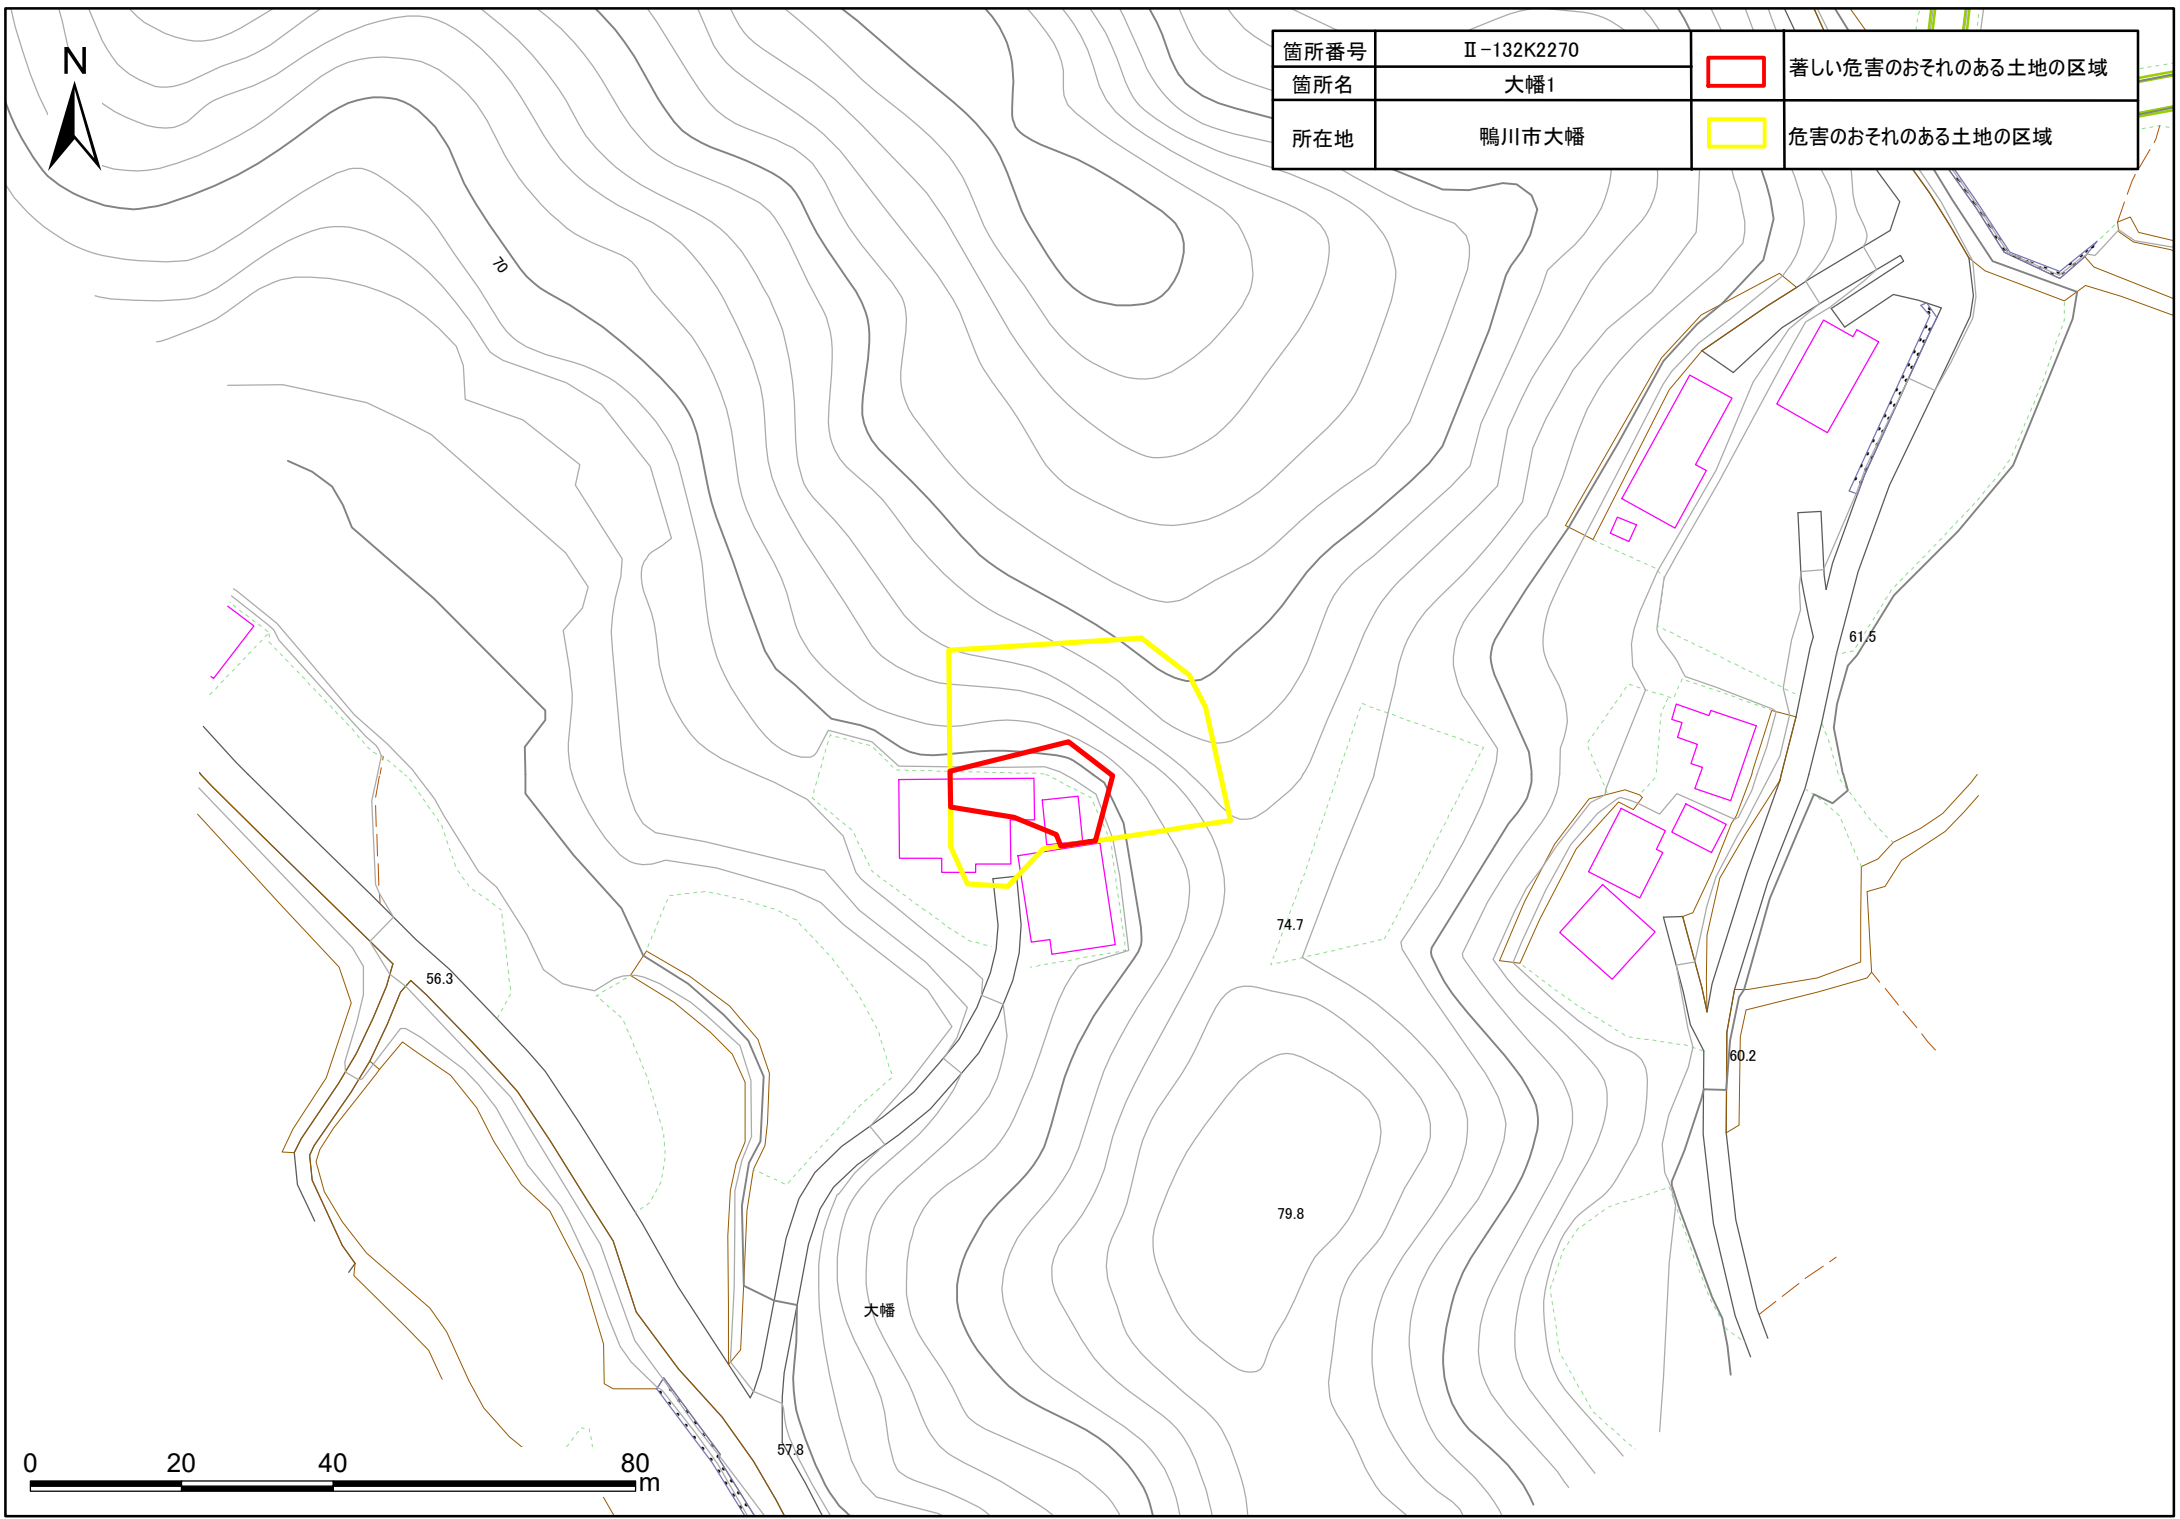 N
箇所番号 Ⅱ-132K2270 著しい危害のおそれのある土地の区域
箇所名 大幡1
所在地 鴨川市大幡 危害のおそれのある土地の区域
70
61.5
74.7
56.3
60.2
79.8
大幡
57.8
0 20 40 80
m